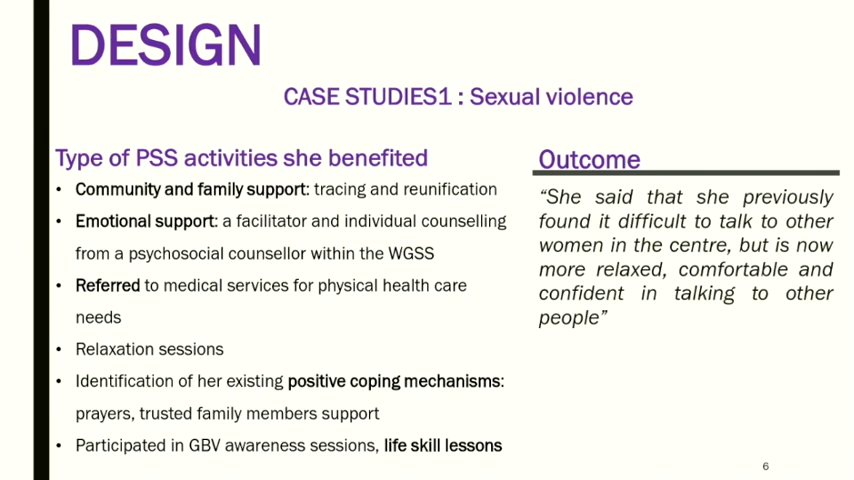 DESIGN
CASE STUDIES1 : Sexual violence
Type of PSS activities she benefited
• Community and family support: tracing and reunification
• Emotional support: a facilitator and individual counselling
from a psychosocial counsellor within the WGSS
• Referred to medical services for physical health care
needs
• Relaxation sessions
• Identification of her existing positive coping mechanisms:
prayers, trusted family members support
• Participated in GBV awareness sessions, life skill lessons
Outcome
“She said that she previously
found it difficult to talk to other
women in the centre, but is now
more relaxed, comfortable and
confident in talking to other
people”
6